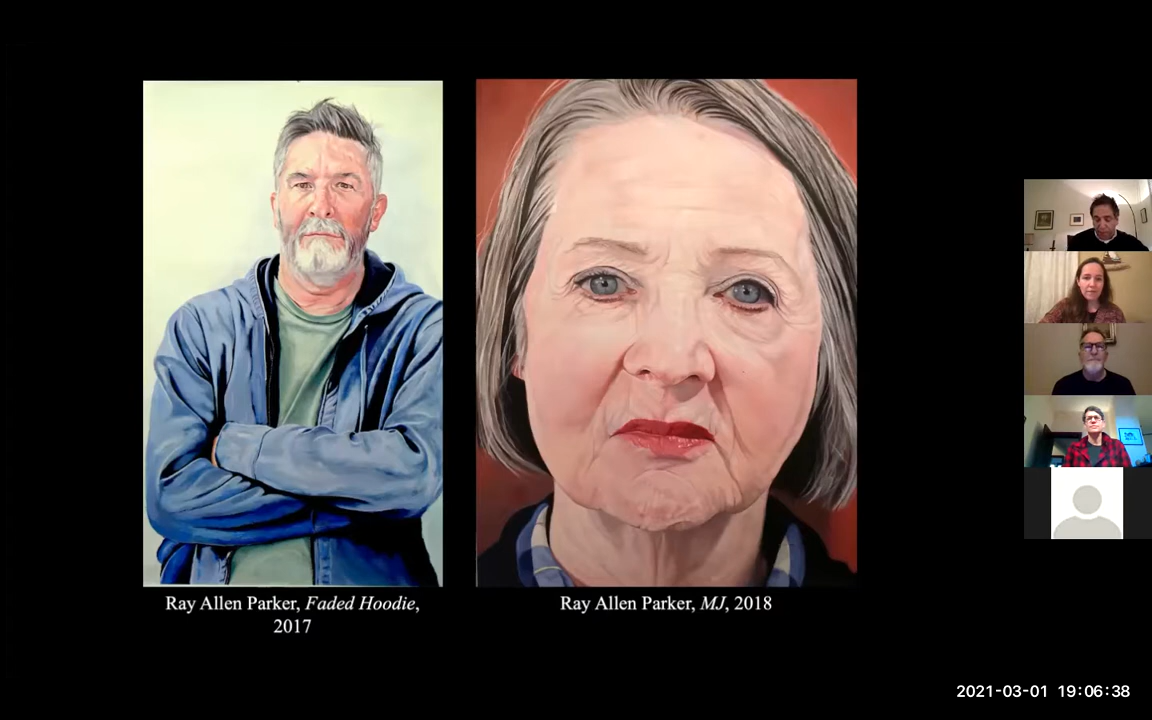 Ray Allen Parker, Faded Hoodie,
2017
Ray Allen Parker, MJ, 2018
2021-03-01 19:06:38